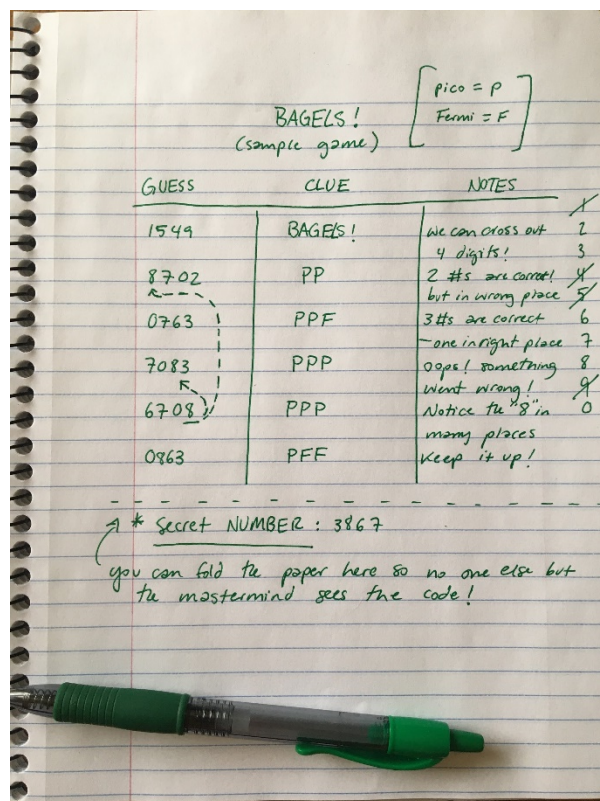 pico = P
Fermi = F
BAGELS!
(sample game)
GUESS CLUE NOTES
1
1549 BAGELS! we can cross out 2
4 digits! 3
8702 PP 2 #s are correct! 4
but in wrong place 5
0763 PPF 3 #s are correct 6
- one in right place 7
7083 PPP oops! something 8
went wrong! 9
6708 PPP Notice the "8" in 0
many places
0863 PFF Keep it up!
* Secret NUMBER: 3867
you can fold the paper here so no one else but
the mastermind sees the code!